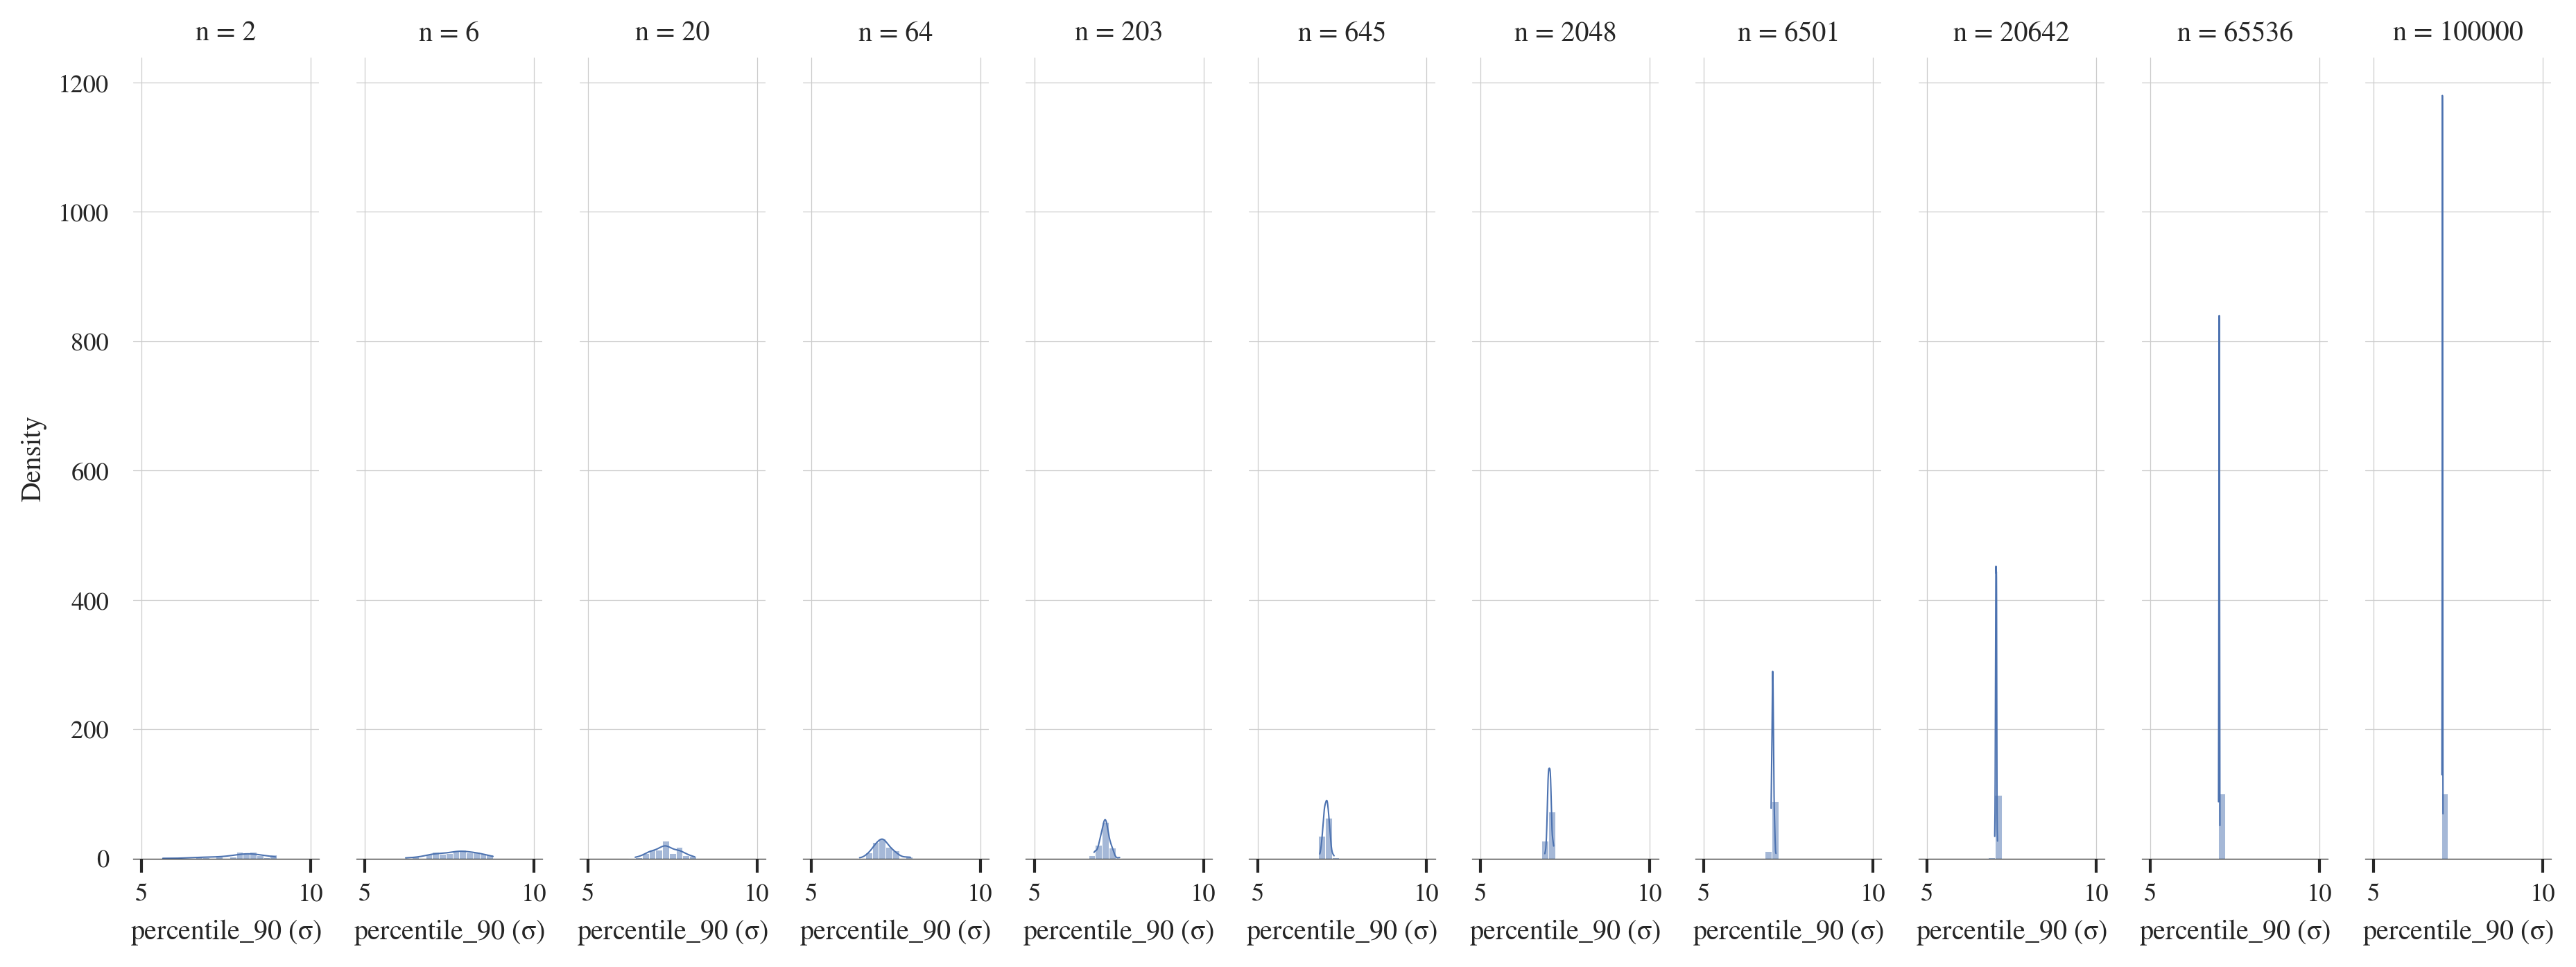 n = 2 n = 6 n = 20 n = 64 n = 203 n = 645 n = 2048 n = 6501 n = 20642 n = 65536 n = 100000
1200
1000
800
600
400
200
0
Density
5 10 5 10 5 10 5 10 5 10 5 10 5 10 5 10 5 10 5 10 5 10
percentile_90 (σ) percentile_90 (σ) percentile_90 (σ) percentile_90 (σ) percentile_90 (σ) percentile_90 (σ) percentile_90 (σ) percentile_90 (σ) percentile_90 (σ) percentile_90 (σ) percentile_90 (σ)